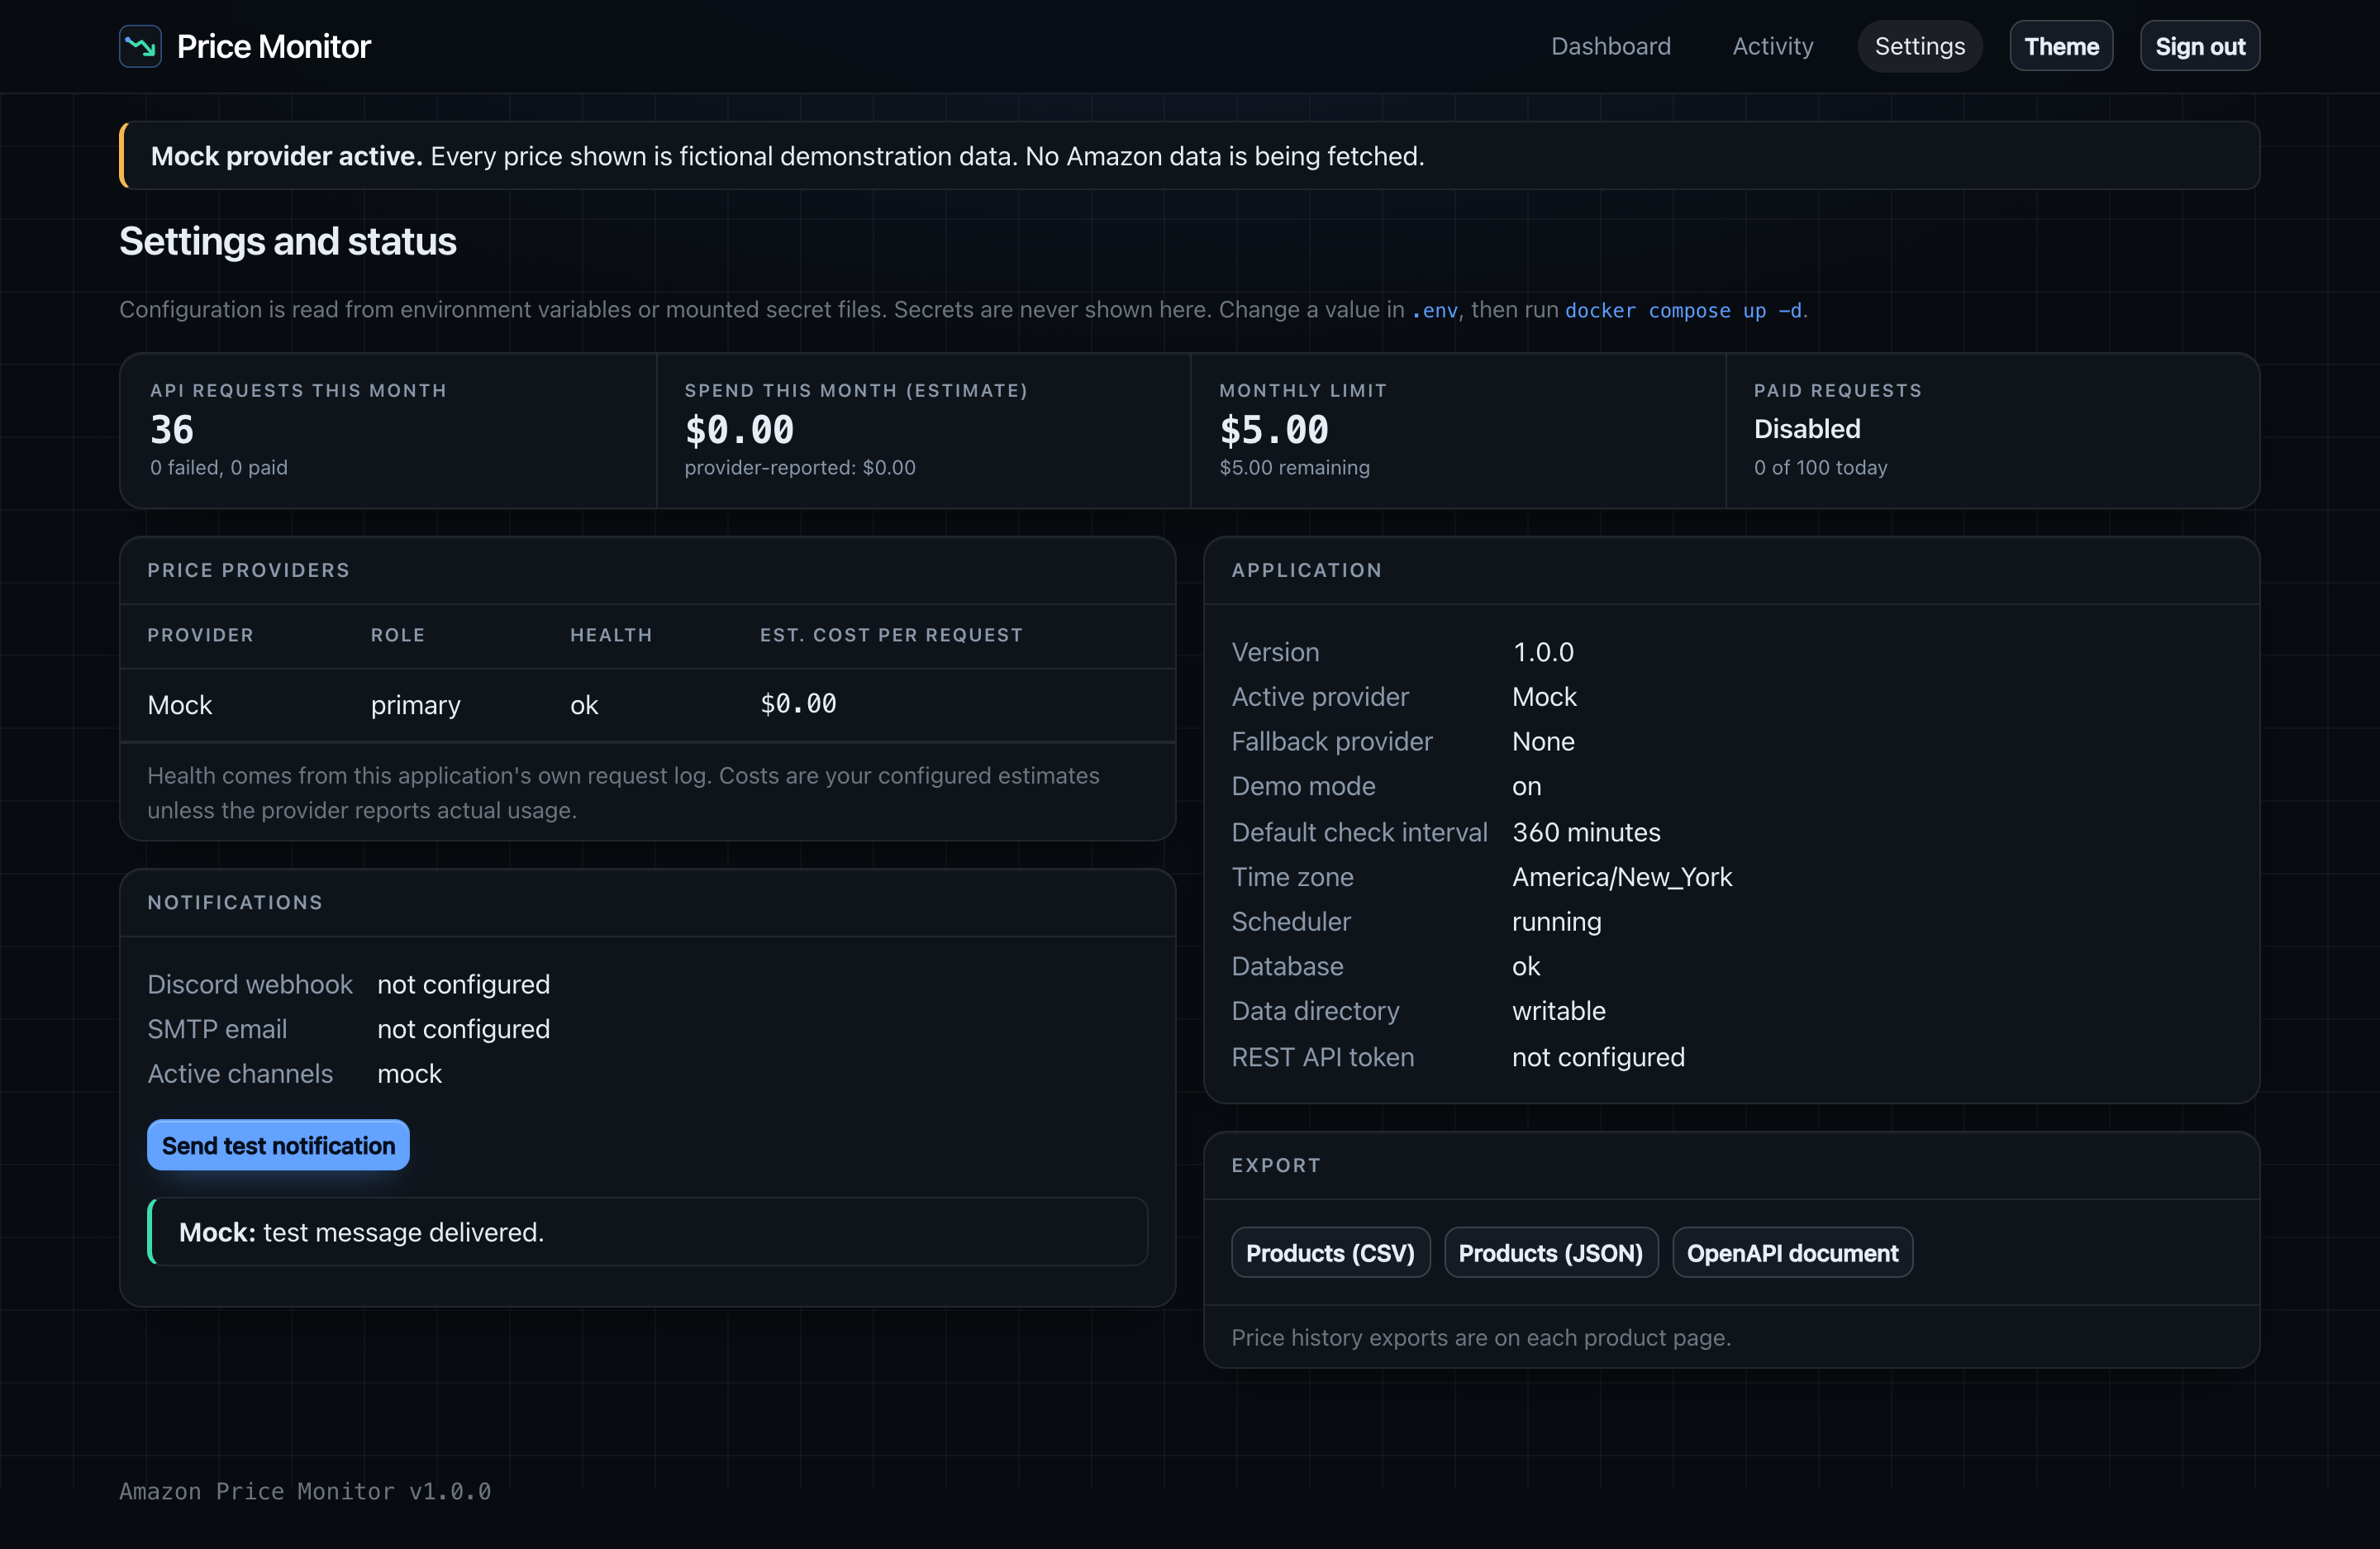 Price Monitor
Dashboard Activity Settings Theme Sign out
Mock provider active. Every price shown is fictional demonstration data. No Amazon data is being fetched.
Settings and status
Configuration is read from environment variables or mounted secret files. Secrets are never shown here. Change a value in .env, then run docker compose up -d.
API REQUESTS THIS MONTH
36
0 failed, 0 paid
SPEND THIS MONTH (ESTIMATE)
$0.00
provider-reported: $0.00
MONTHLY LIMIT
$5.00
$5.00 remaining
PAID REQUESTS
Disabled
0 of 100 today
PRICE PROVIDERS
PROVIDER ROLE HEALTH EST. COST PER REQUEST
Mock primary ok $0.00
Health comes from this application's own request log. Costs are your configured estimates
unless the provider reports actual usage.
NOTIFICATIONS
Discord webhook not configured
SMTP email not configured
Active channels mock
Send test notification
Mock: test message delivered.
APPLICATION
Version 1.0.0
Active provider Mock
Fallback provider None
Demo mode on
Default check interval 360 minutes
Time zone America/New_York
Scheduler running
Database ok
Data directory writable
REST API token not configured
EXPORT
Products (CSV) Products (JSON) OpenAPI document
Price history exports are on each product page.
Amazon Price Monitor v1.0.0